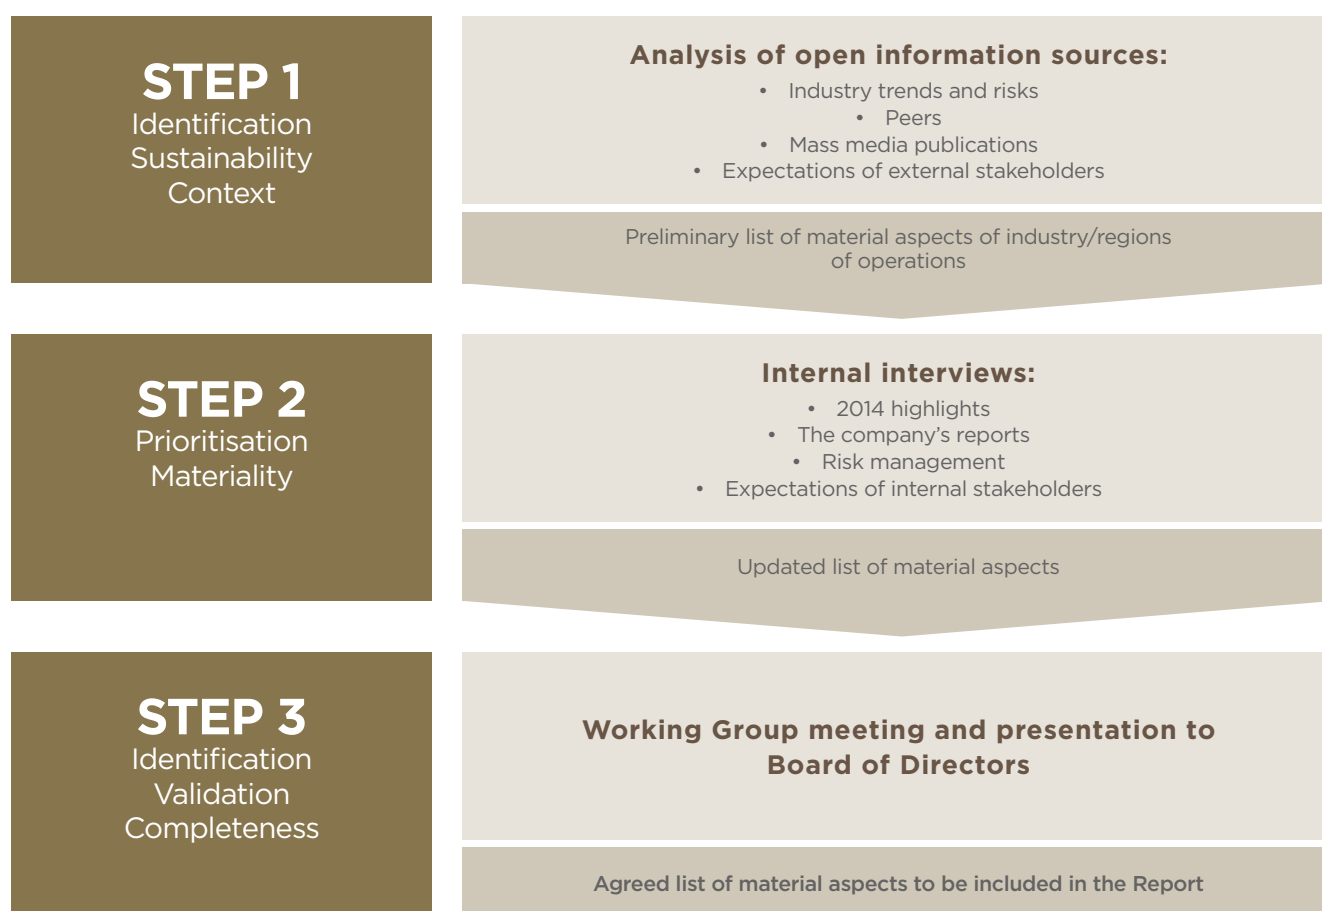 STEP 1
Identification
Sustainability
Context
Analysis of open information sources:
• Industry trends and risks
• Peers
• Mass media publications
• Expectations of external stakeholders
Preliminary list of material aspects of industry/regions
of operations
STEP 2
Prioritisation
Materiality
Internal interviews:
• 2014 highlights
• The company’s reports
• Risk management
• Expectations of internal stakeholders
Updated list of material aspects
STEP 3
Identification
Validation
Completeness
Working Group meeting and presentation to
Board of Directors
Agreed list of material aspects to be included in the Report